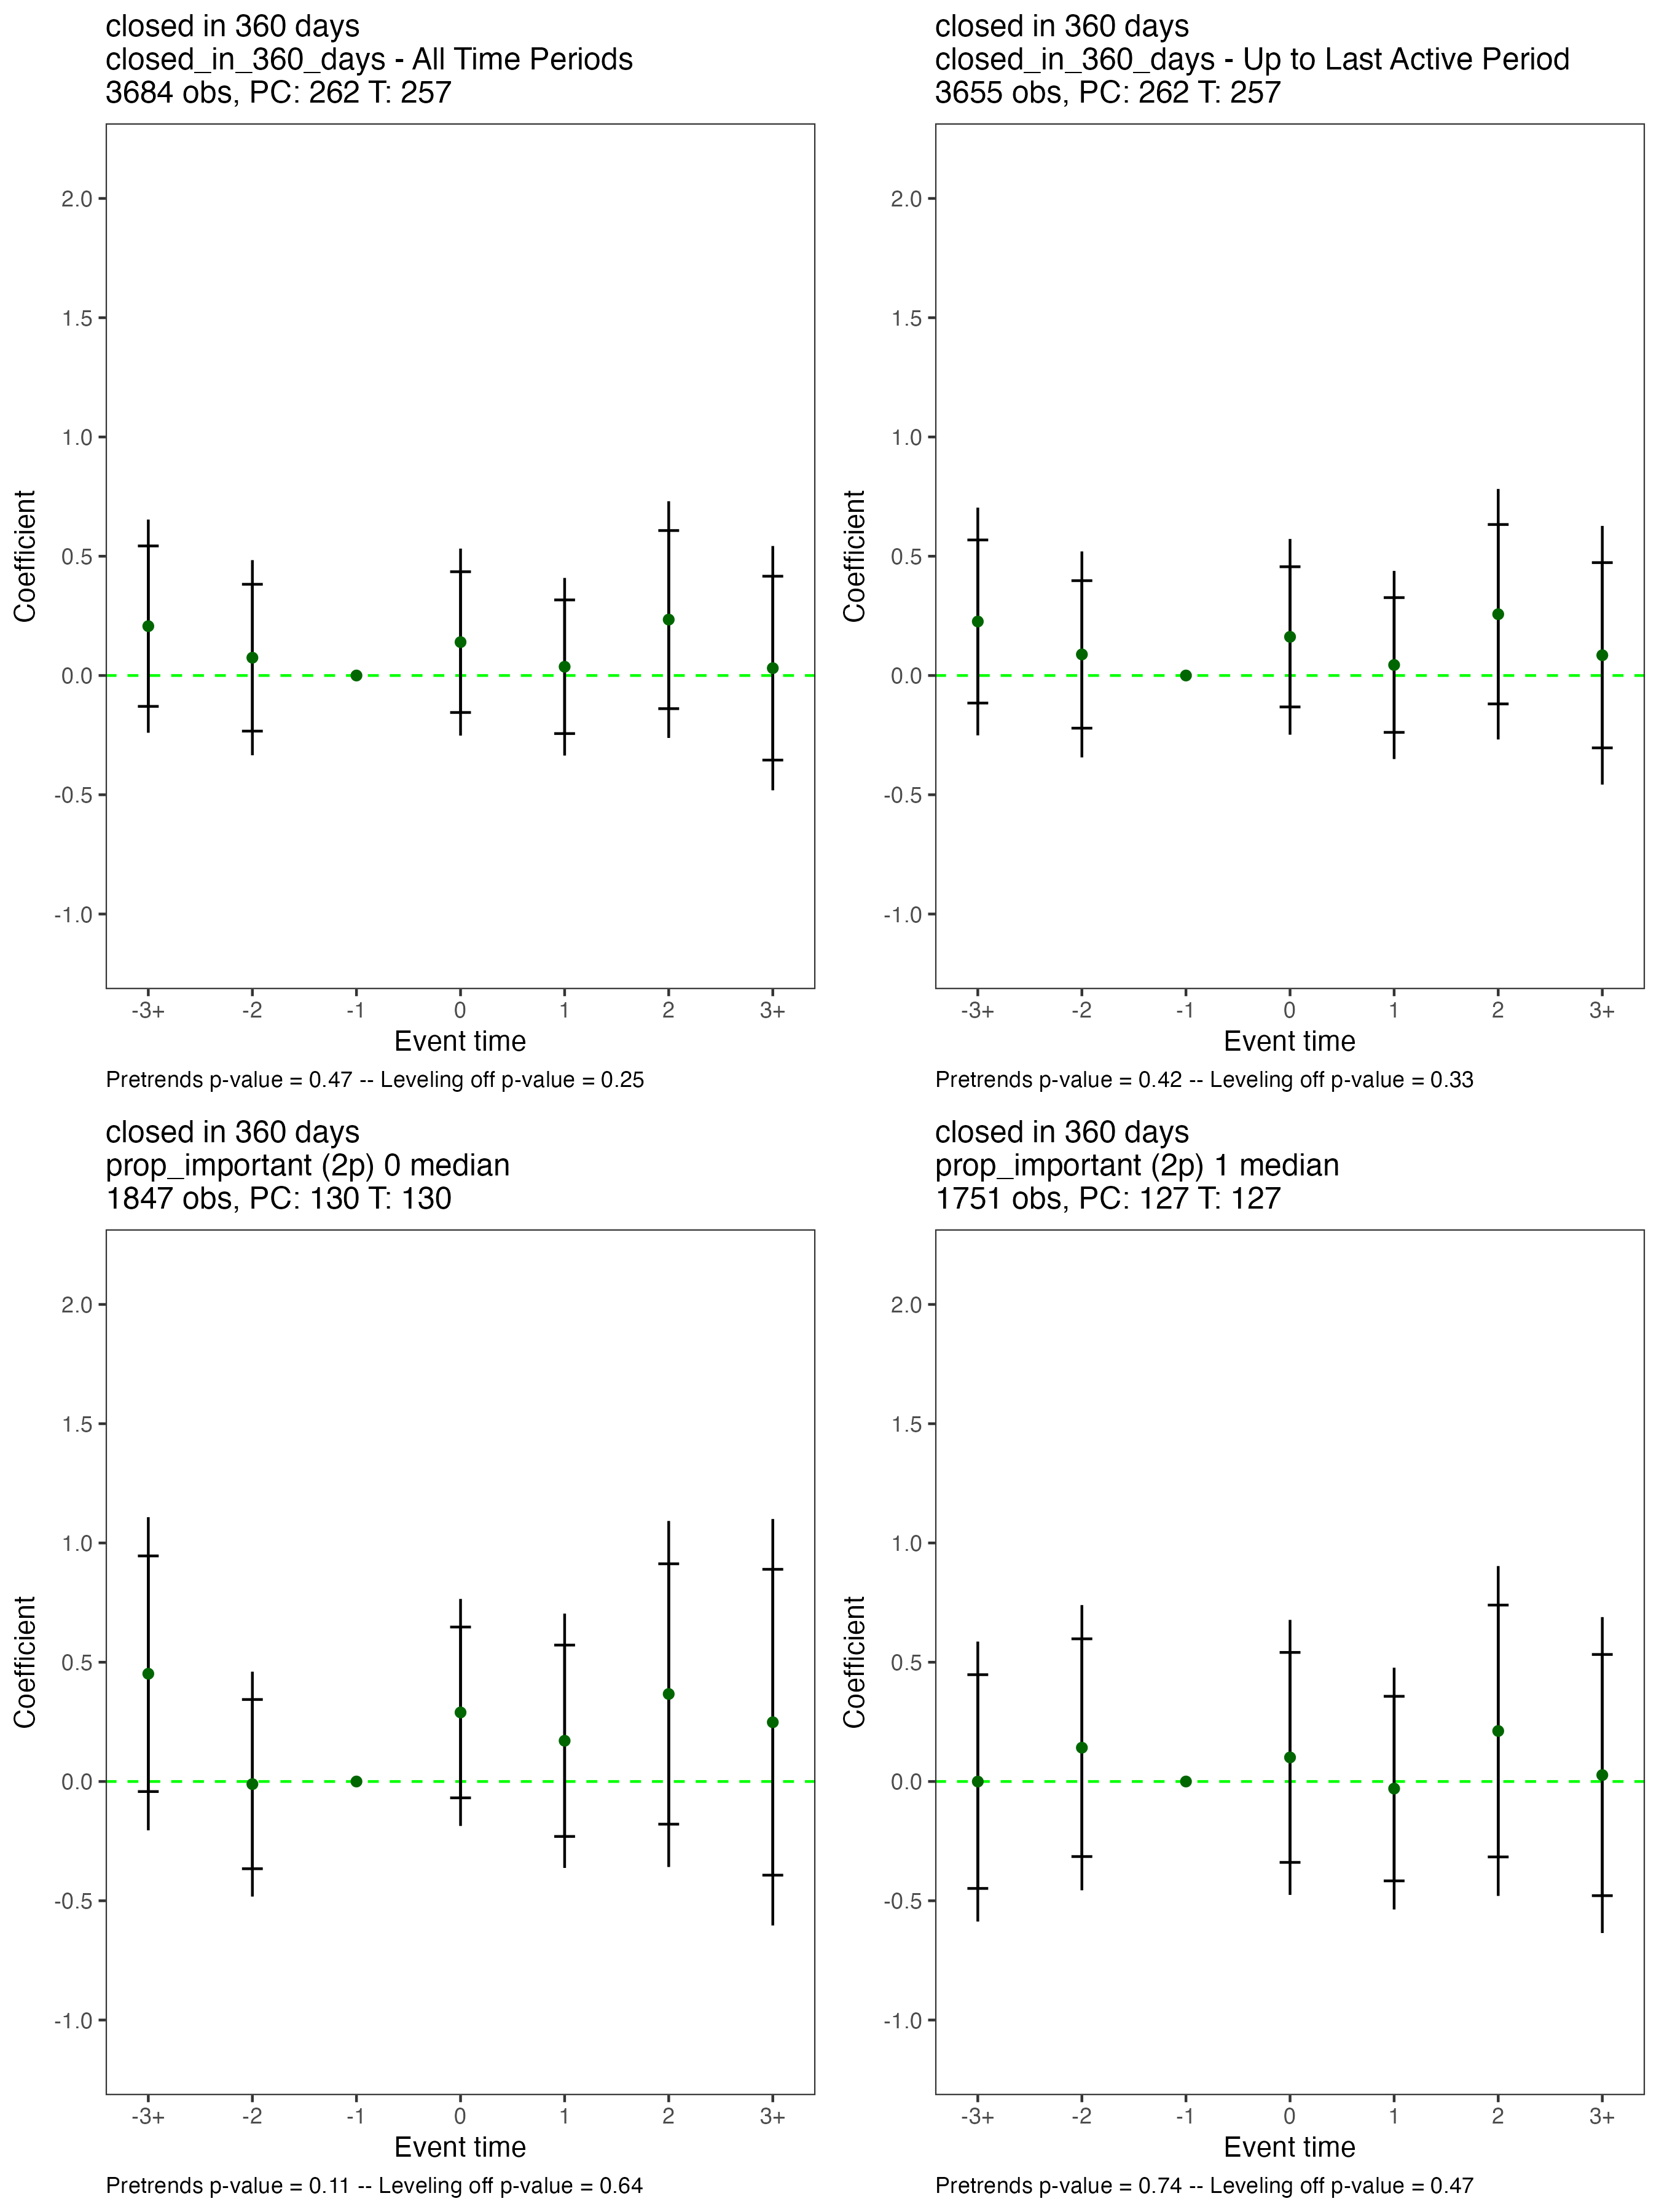 closed in 360 days
closed_in_360_days - All Time Periods
3684 obs, PC: 262 T: 257
2.0
1.5
1.0
0.5
0.0
-0.5
-1.0
Coefficient
-3+ -2 -1 0 1 2 3+
Event time
Pretrends p-value = 0.47 -- Leveling off p-value = 0.25
closed in 360 days
closed_in_360_days - Up to Last Active Period
3655 obs, PC: 262 T: 257
2.0
1.5
1.0
0.5
0.0
-0.5
-1.0
Coefficient
-3+ -2 -1 0 1 2 3+
Event time
Pretrends p-value = 0.42 -- Leveling off p-value = 0.33
closed in 360 days
prop_important (2p) 0 median
1847 obs, PC: 130 T: 130
2.0
1.5
1.0
0.5
0.0
-0.5
-1.0
Coefficient
-3+ -2 -1 0 1 2 3+
Event time
Pretrends p-value = 0.11 -- Leveling off p-value = 0.64
closed in 360 days
prop_important (2p) 1 median
1751 obs, PC: 127 T: 127
2.0
1.5
1.0
0.5
0.0
-0.5
-1.0
Coefficient
-3+ -2 -1 0 1 2 3+
Event time
Pretrends p-value = 0.74 -- Leveling off p-value = 0.47